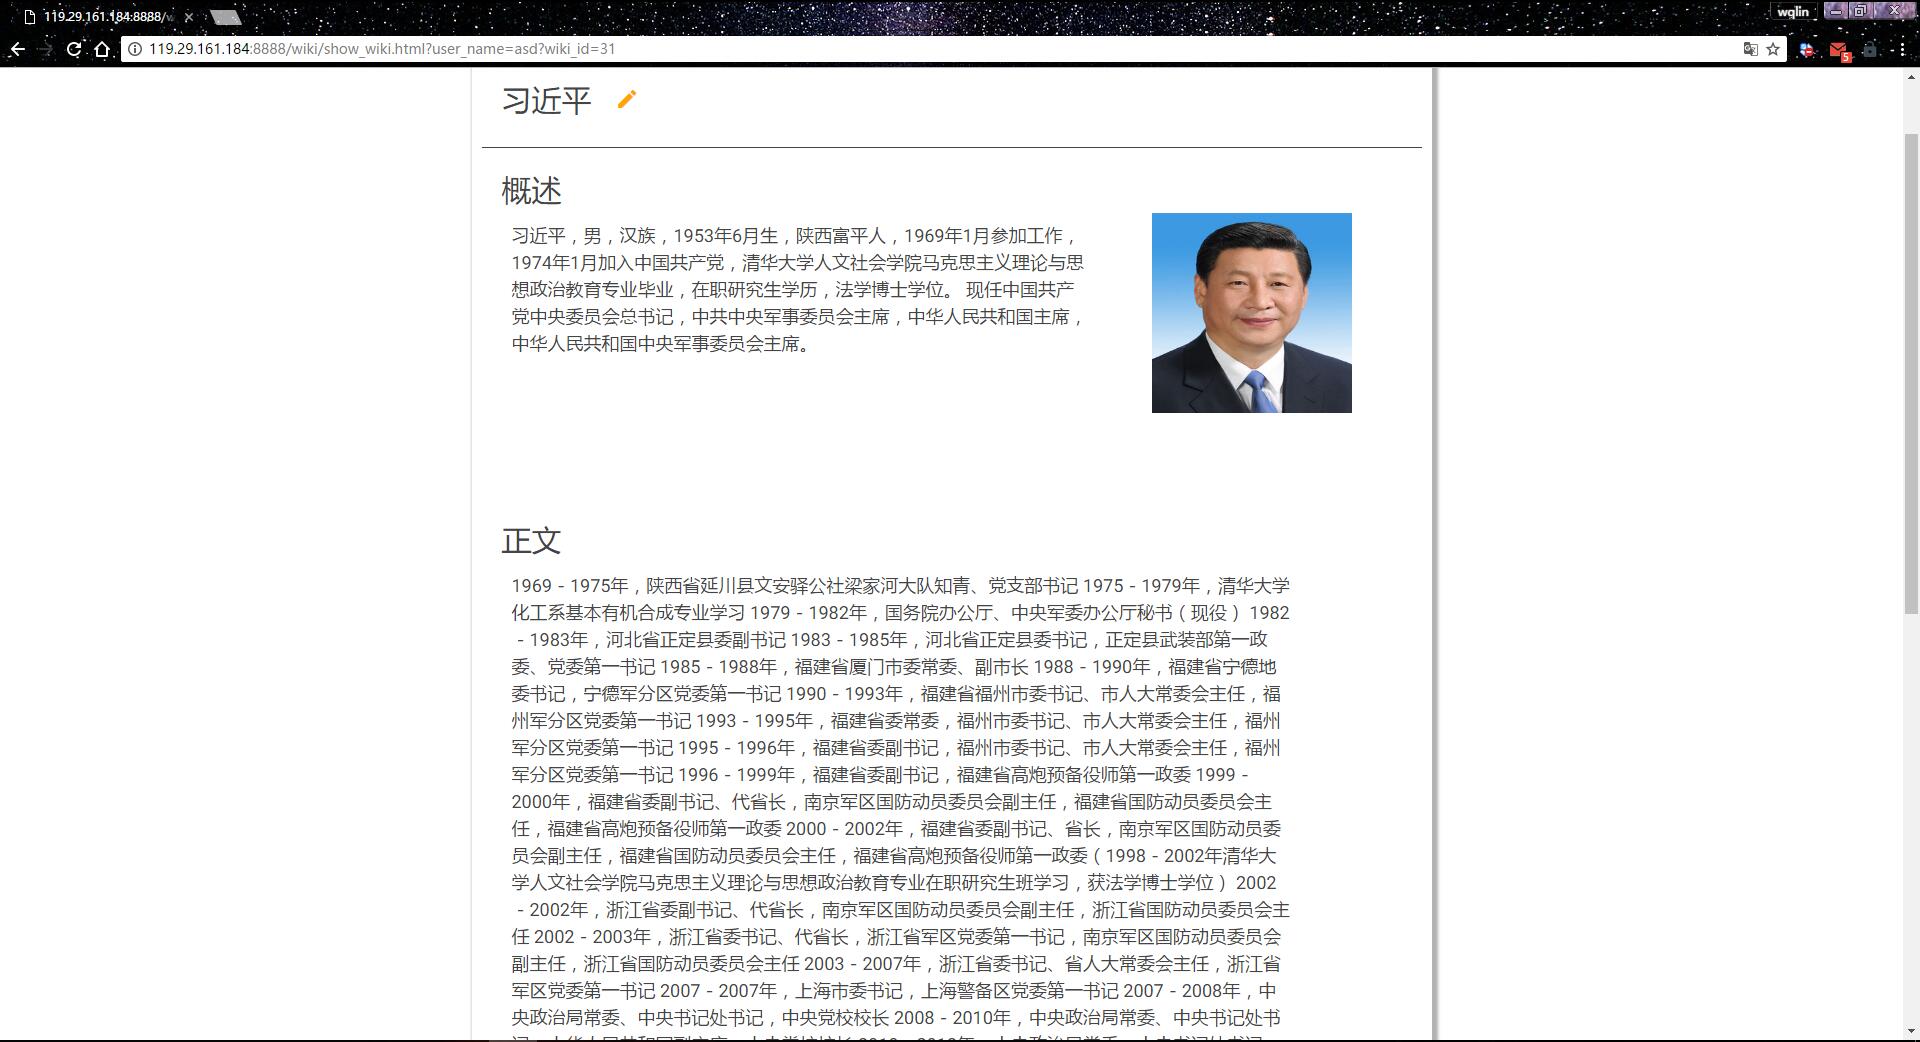 119.29.161.184:8888/w
wqlin
119.29.161.184:8888/wiki/show_wiki.html?user_name=asd?wiki_id=31
5
习近平
概述
习近平，男，汉族，1953年6月生，陕西富平人，1969年1月参加工作，
1974年1月加入中国共产党，清华大学人文社会学院马克思主义理论与思
想政治教育专业毕业，在职研究生学历，法学博士学位。 现任中国共产
党中央委员会总书记，中共中央军事委员会主席，中华人民共和国主席，
中华人民共和国中央军事委员会主席。
正文
1969－1975年，陕西省延川县文安驿公社梁家河大队知青、党支部书记 1975－1979年，清华大学
化工系基本有机合成专业学习 1979－1982年，国务院办公厅、中央军委办公厅秘书（现役） 1982
－1983年，河北省正定县委副书记 1983－1985年，河北省正定县委书记，正定县武装部第一政
委、党委第一书记 1985－1988年，福建省厦门市委常委、副市长 1988－1990年，福建省宁德地
委书记，宁德军分区党委第一书记 1990－1993年，福建省福州市委书记、市人大常委会主任，福
州军分区党委第一书记 1993－1995年，福建省委常委，福州市委书记、市人大常委会主任，福州
军分区党委第一书记 1995－1996年，福建省委副书记，福州市委书记、市人大常委会主任，福州
军分区党委第一书记 1996－1999年，福建省委副书记，福建省高炮预备役师第一政委 1999－
2000年，福建省委副书记、代省长，南京军区国防动员委员会副主任，福建省国防动员委员会主
任，福建省高炮预备役师第一政委 2000－2002年，福建省委副书记、省长，南京军区国防动员委
员会副主任，福建省国防动员委员会主任，福建省高炮预备役师第一政委（1998－2002年清华大
学人文社会学院马克思主义理论与思想政治教育专业在职研究生班学习，获法学博士学位） 2002
－2002年，浙江省委副书记、代省长，南京军区国防动员委员会副主任，浙江省国防动员委员会主
任 2002－2003年，浙江省委书记、代省长，浙江省军区党委第一书记，南京军区国防动员委员会
副主任，浙江省国防动员委员会主任 2003－2007年，浙江省委书记、省人大常委会主任，浙江省
军区党委第一书记 2007－2007年，上海市委书记，上海警备区党委第一书记 2007－2008年，中
央政治局常委、中央书记处书记，中央党校校长 2008－2010年，中央政治局常委、中央书记处书